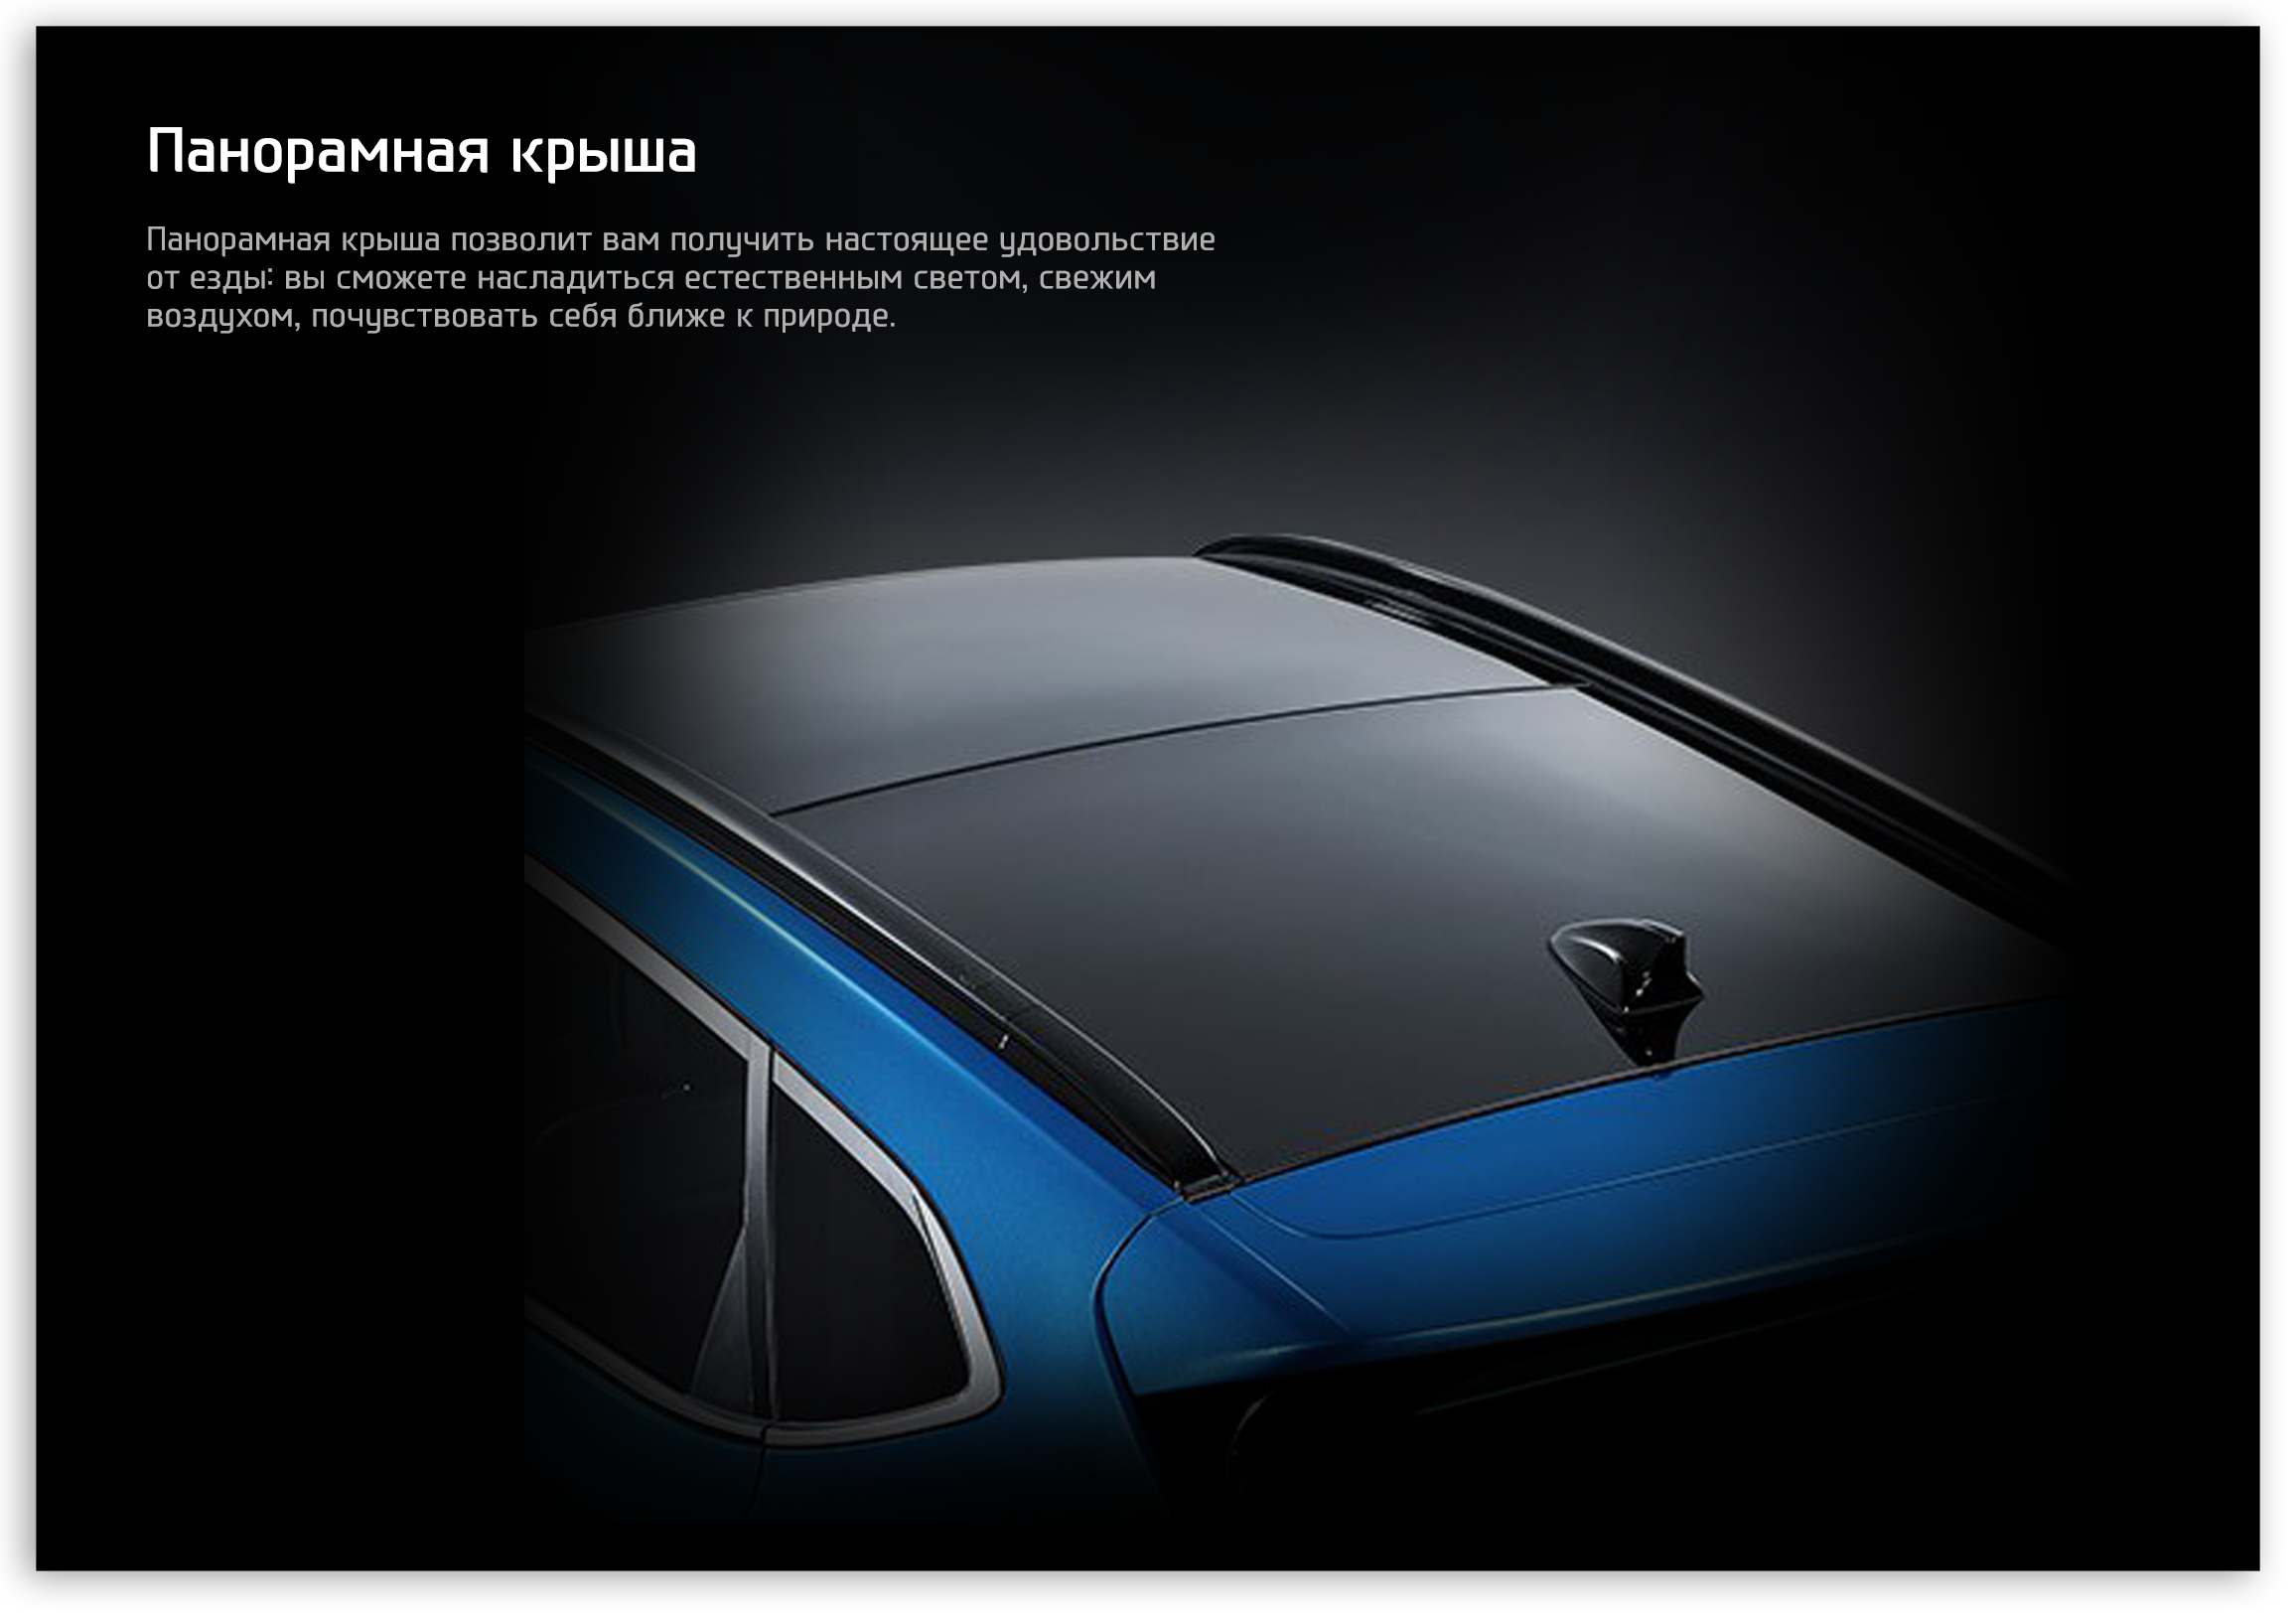 Панорамная крыша
Панорамная крыша позволит вам получить настоящее удовольствие
от езды: вы сможете насладиться естественным светом, свежим
воздухом, почувствовать себя ближе к природе.